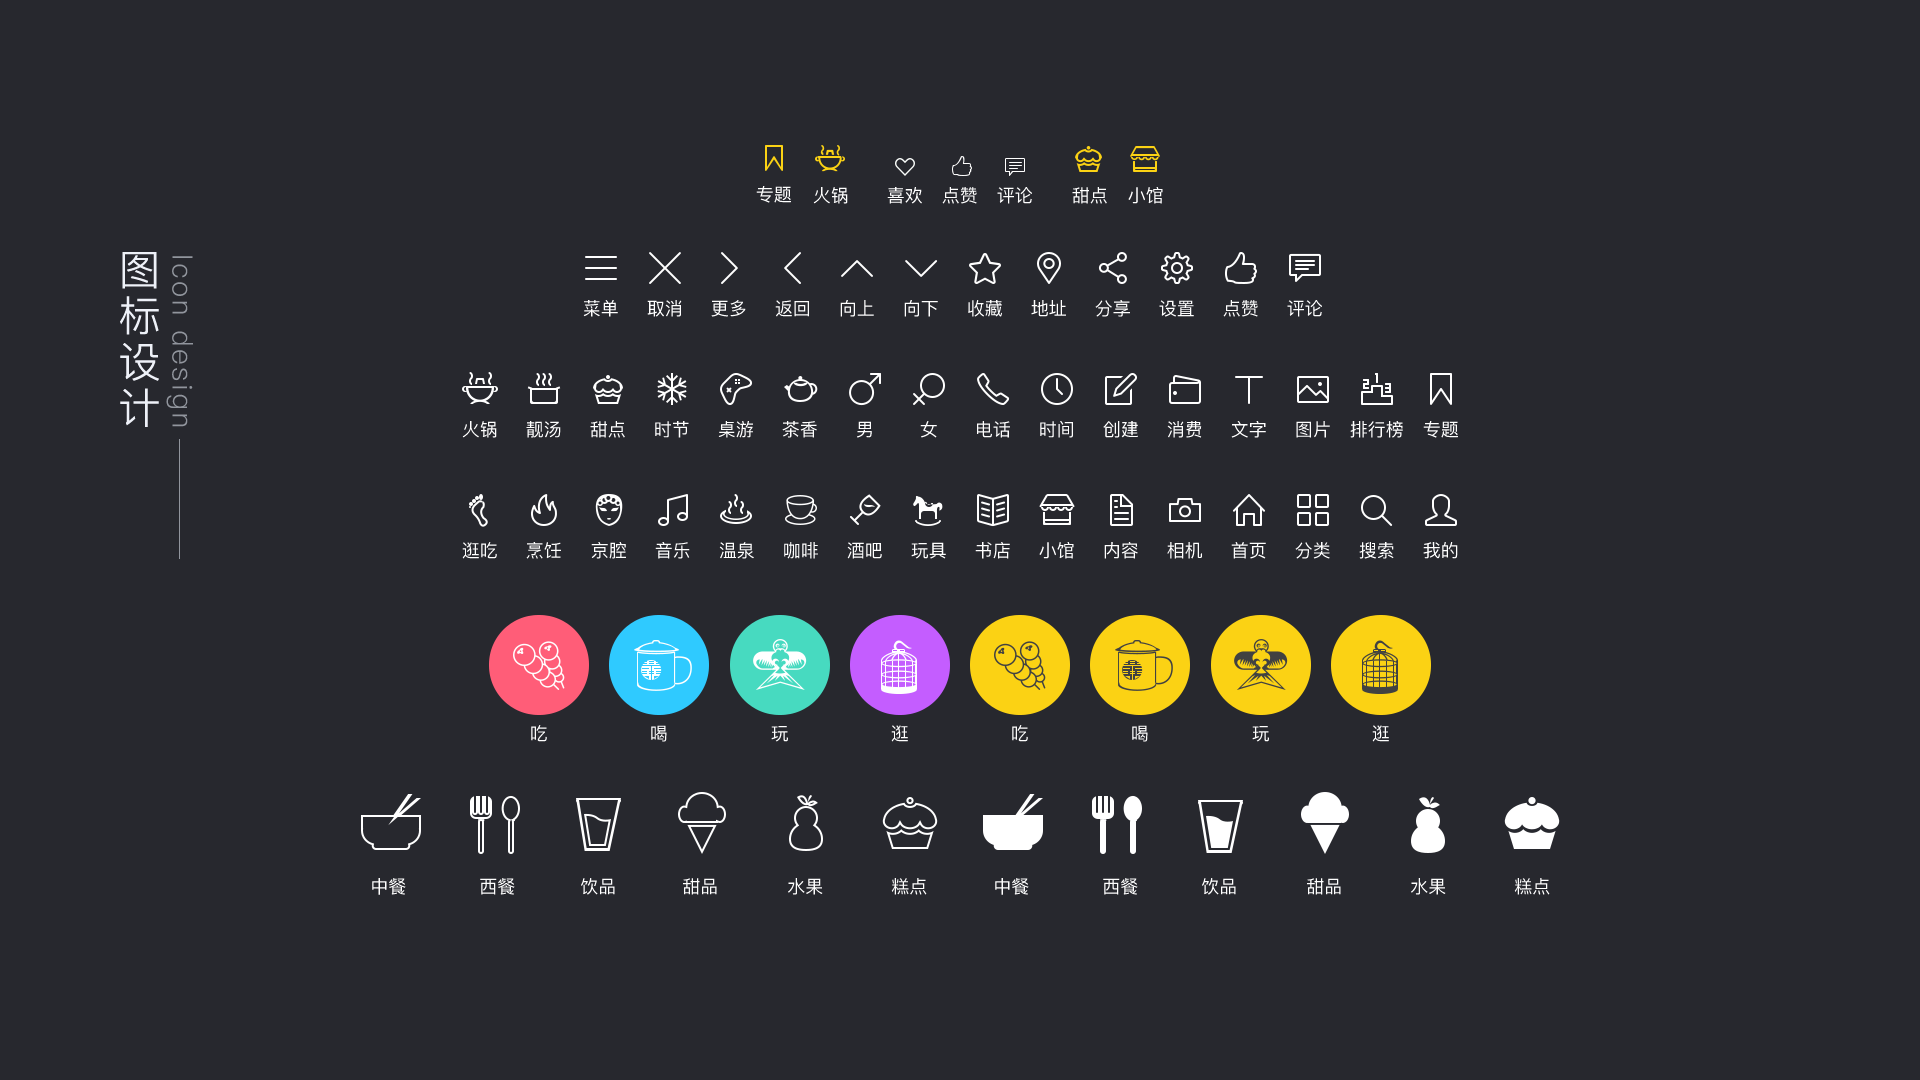 图标设计
Icon design
专题 火锅 喜欢 点赞 评论 甜点 小馆
菜单 取消 更多 返回 向上 向下 收藏 地址 分享 设置 点赞 评论
火锅 靓汤 甜点 时节 桌游 茶香 男 女 电话 时间 创建 消费 文字 图片 排行榜 专题
逛吃 烹饪 京腔 音乐 温泉 咖啡 酒吧 玩具 书店 小馆 内容 相机 首页 分类 搜索 我的
吃 喝 玩 逛 吃 喝 玩 逛
中餐 西餐 饮品 甜品 水果 糕点 中餐 西餐 饮品 甜品 水果 糕点